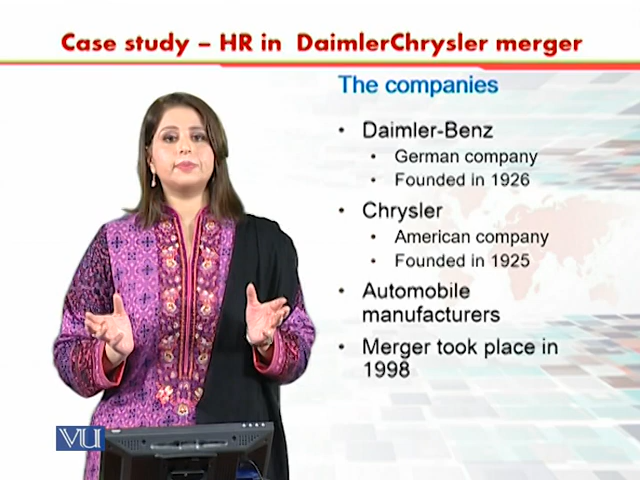 Case study – HR in DaimlerChrysler merger
The companies
• Daimler-Benz
• German company
• Founded in 1926
• Chrysler
• American company
• Founded in 1925
• Automobile
manufacturers
• Merger took place in
1998
VU